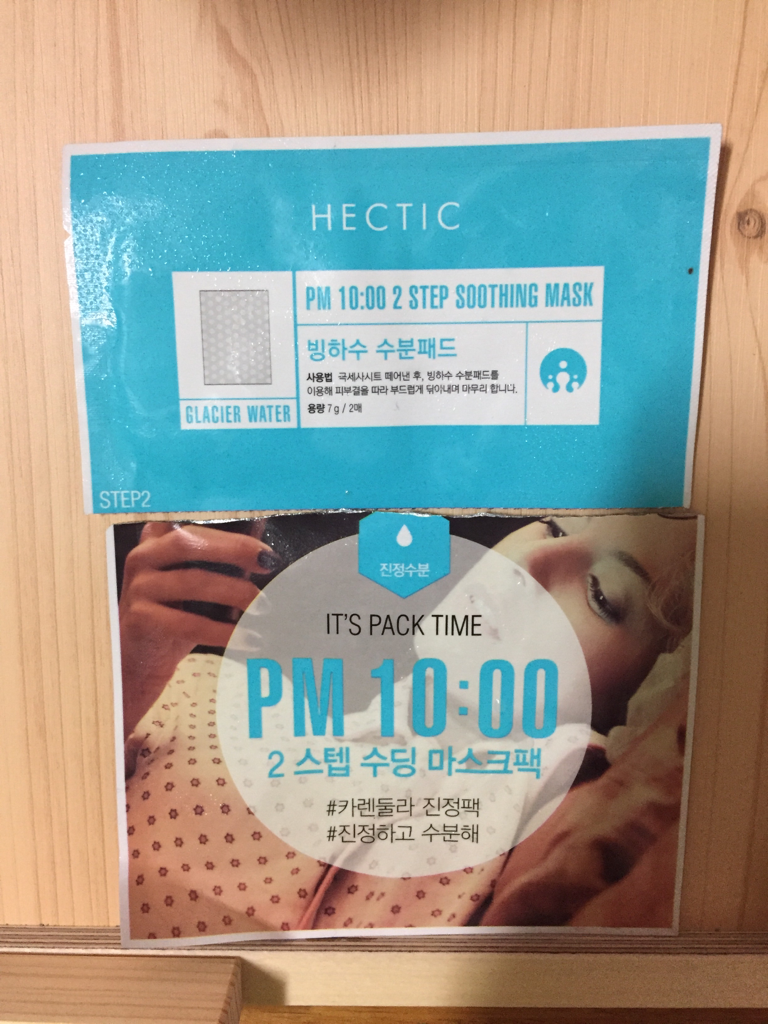 HECTIC
PM 10:00 2 STEP SOOTHING MASK
빙하수 수분패드
사용법 극세사시트 떼어낸 후, 빙하수 수분패드를
이용해 피부결을 따라 부드럽게 닦아내며 마무리 합니다.
용량 7g / 2매
GLACIER WATER
STEP2
진정수분
IT'S PACK TIME
PM 10:00
2 스텝 수딩 마스크팩
#카렌둘라 진정팩
#진정하고 수분해